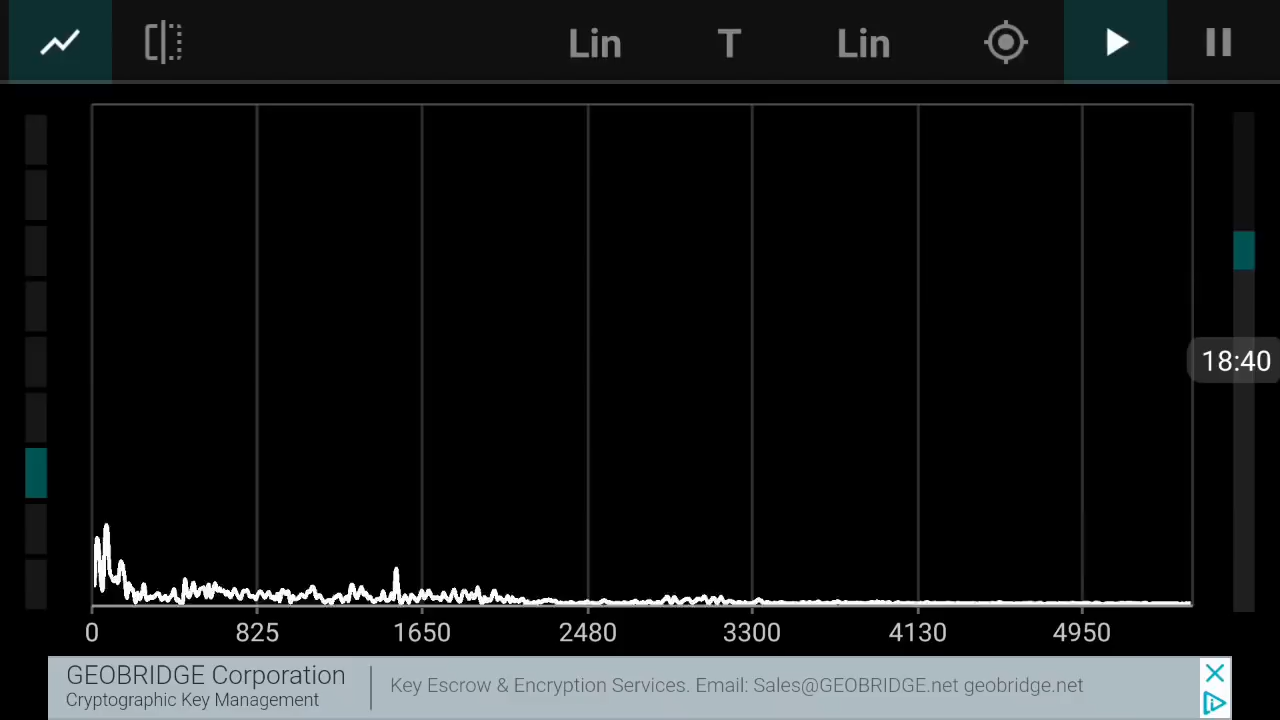 Lin T Lin
18:40
0 825 1650 2480 3300 4130 4950
GEOBRIDGE Corporation
Cryptographic Key Management
Key Escrow & Encryption Services. Email: Sales@GEOBRIDGE.net geobridge.net